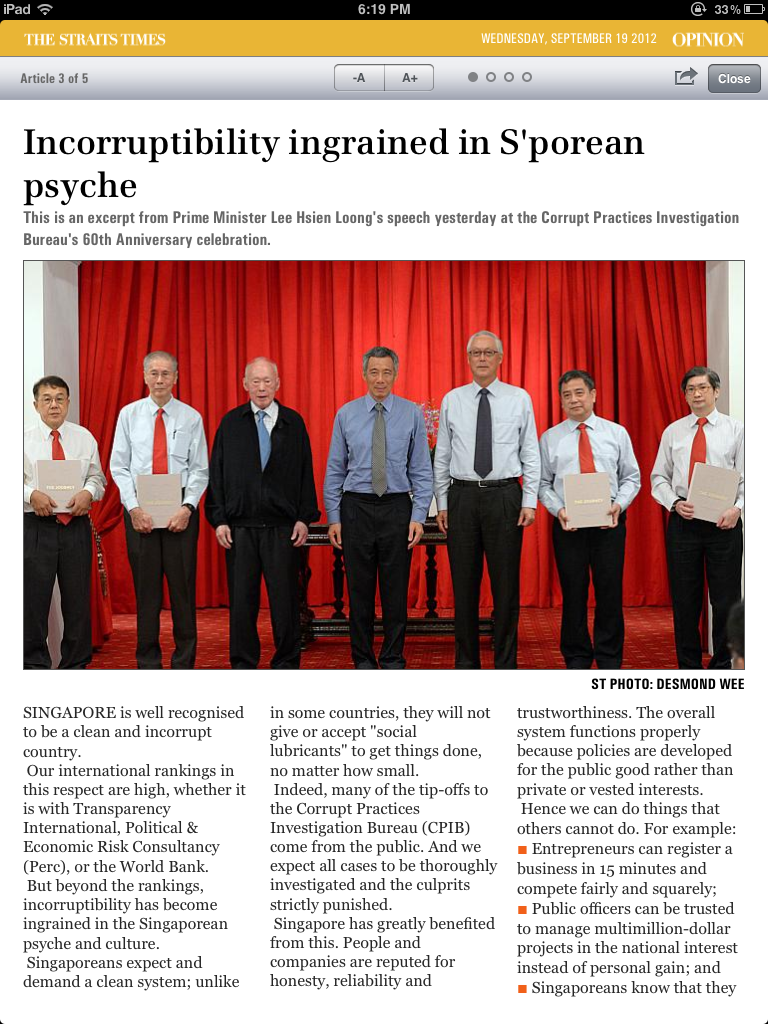 iPad 6:19 PM 33%
THE STRAITS TIMES WEDNESDAY, SEPTEMBER 19 2012 OPINION
Article 3 of 5 -A A+ Close
Incorruptibility ingrained in S'porean
psyche
This is an excerpt from Prime Minister Lee Hsien Loong's speech yesterday at the Corrupt Practices Investigation
Bureau's 60th Anniversary celebration.
THE JOURNEY
THE JOURNEY
THE JOURNEY
THE JOURNEY
ST PHOTO: DESMOND WEE
SINGAPORE is well recognised
to be a clean and incorrupt
country.
Our international rankings in
this respect are high, whether it
is with Transparency
International, Political &
Economic Risk Consultancy
(Perc), or the World Bank.
But beyond the rankings,
incorruptibility has become
ingrained in the Singaporean
psyche and culture.
Singaporeans expect and
demand a clean system; unlike
in some countries, they will not
give or accept "social
lubricants" to get things done,
no matter how small.
Indeed, many of the tip-offs to
the Corrupt Practices
Investigation Bureau (CPIB)
come from the public. And we
expect all cases to be thoroughly
investigated and the culprits
strictly punished.
Singapore has greatly benefited
from this. People and
companies are reputed for
honesty, reliability and
trustworthiness. The overall
system functions properly
because policies are developed
for the public good rather than
private or vested interests.
Hence we can do things that
others cannot do. For example:
■ Entrepreneurs can register a
business in 15 minutes and
compete fairly and squarely;
■ Public officers can be trusted
to manage multimillion-dollar
projects in the national interest
instead of personal gain; and
■ Singaporeans know that they